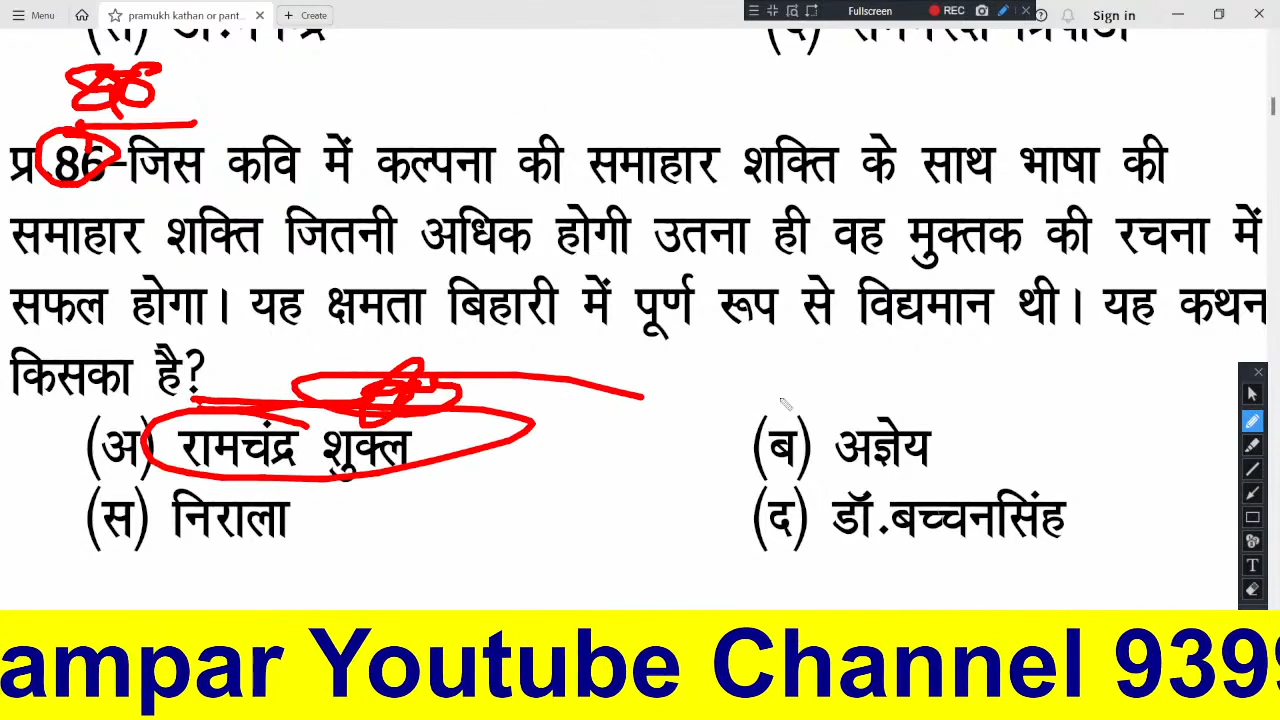 Menu pramukh kathan or pant... × + Create Fullscreen REC Sign in
86
प्र.86-जिस कवि में कल्पना की समाहार शक्ति के साथ भाषा की
समाहार शक्ति जितनी अधिक होगी उतना ही वह मुक्तक की रचना में
सफल होगा। यह क्षमता बिहारी में पूर्ण रूप से विद्यमान थी। यह कथन
किसका है?
(अ) रामचंद्र शुक्ल (ब) अज्ञेय
(स) निराला (द) डॉ.बच्चनसिंह
ampar Youtube Channel 939